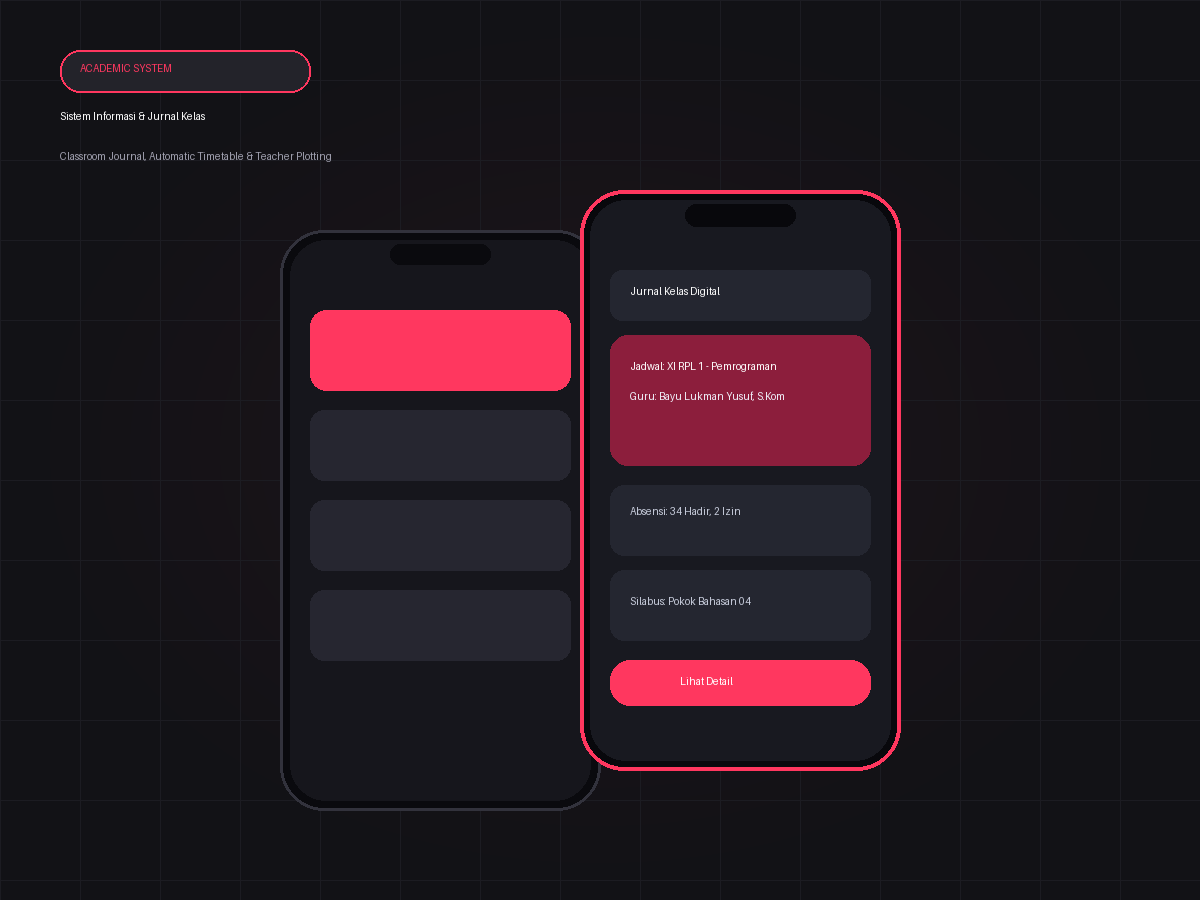 ACADEMIC SYSTEM
Sistem Informasi & Jurnal Kelas
Classroom Journal, Automatic Timetable & Teacher Plotting
Jurnal Kelas Digital
Jadwal: XI RPL 1 - Pemrograman
Guru: Bayu Lukman Yusuf, S.Kom
Absensi: 34 Hadir, 2 Izin
Silabus: Pokok Bahasan 04
Lihat Detail